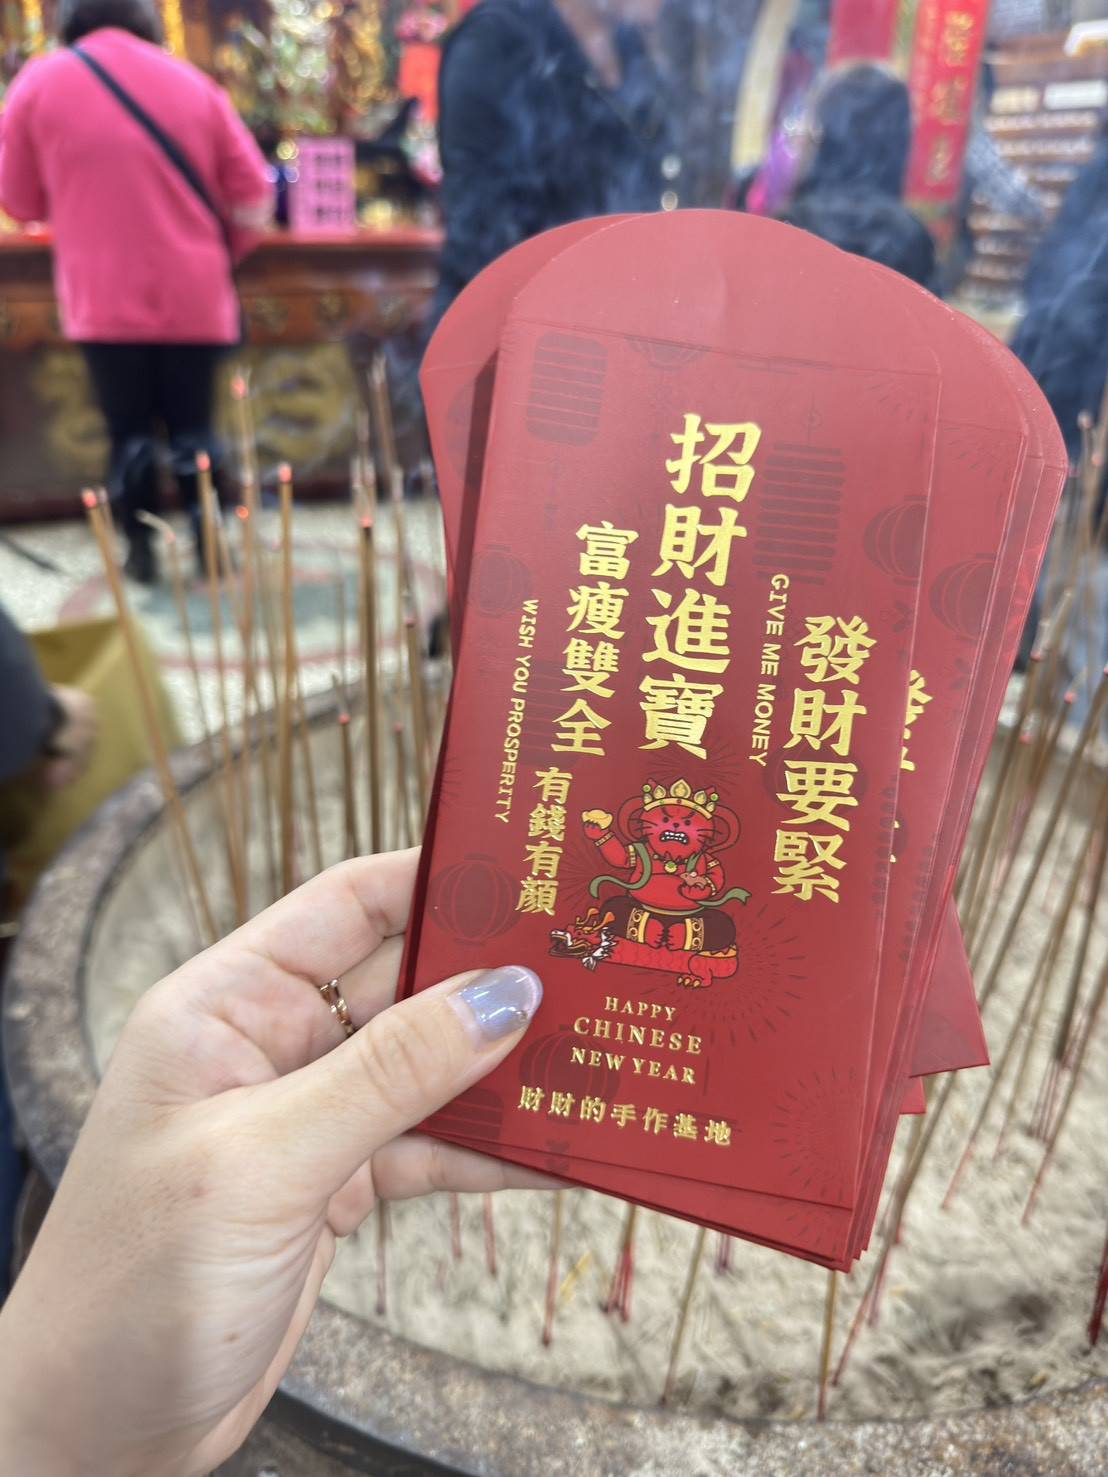 招財進寶
發財要緊
GIVE ME MONEY
富瘦雙全
有錢有顏
WISH YOU PROSPERITY
HAPPY
CHINESE
NEW YEAR
財財的手作基地